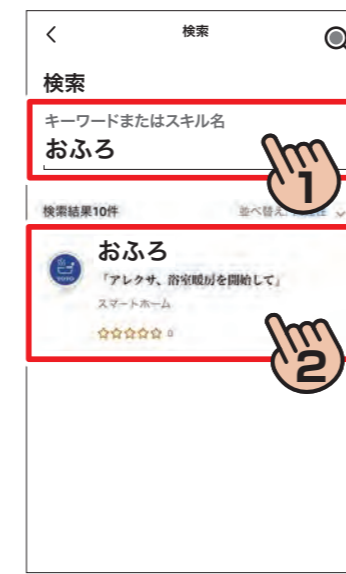 検索
検索
キーワードまたはスキル名
おふろ
1
検索結果10件
並べ替え
おふろ
「アレクサ、浴室暖房を開始して」
スマートホーム
0
2